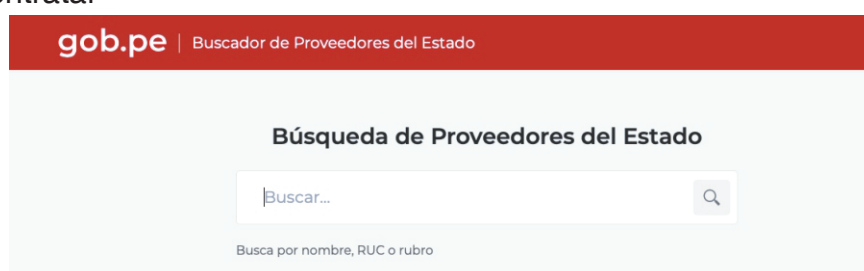 gob.pe | Buscador de Proveedores del Estado
Búsqueda de Proveedores del Estado
Buscar...
Busca por nombre, RUC o rubro